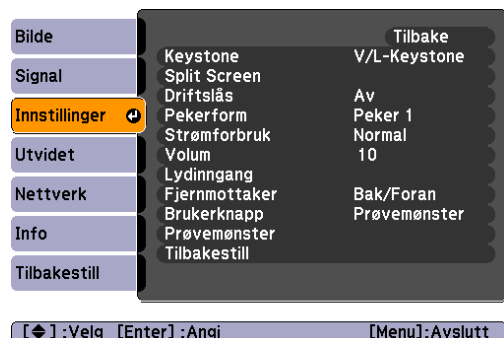 Bilde
Signal
Innstillinger
Utvidet
Nettverk
Info
Tilbakestill
Tilbake
Keystone V/L-Keystone
Split Screen
Driftslås Av
Pekerform Peker 1
Strømforbruk Normal
Volum 10
Lydinngang
Fjernmottaker Bak/Foran
Brukerknapp Prøvemønster
Prøvemønster
Tilbakestill
[ ] :Velg [Enter] :Angi [Menu]:Avslutt